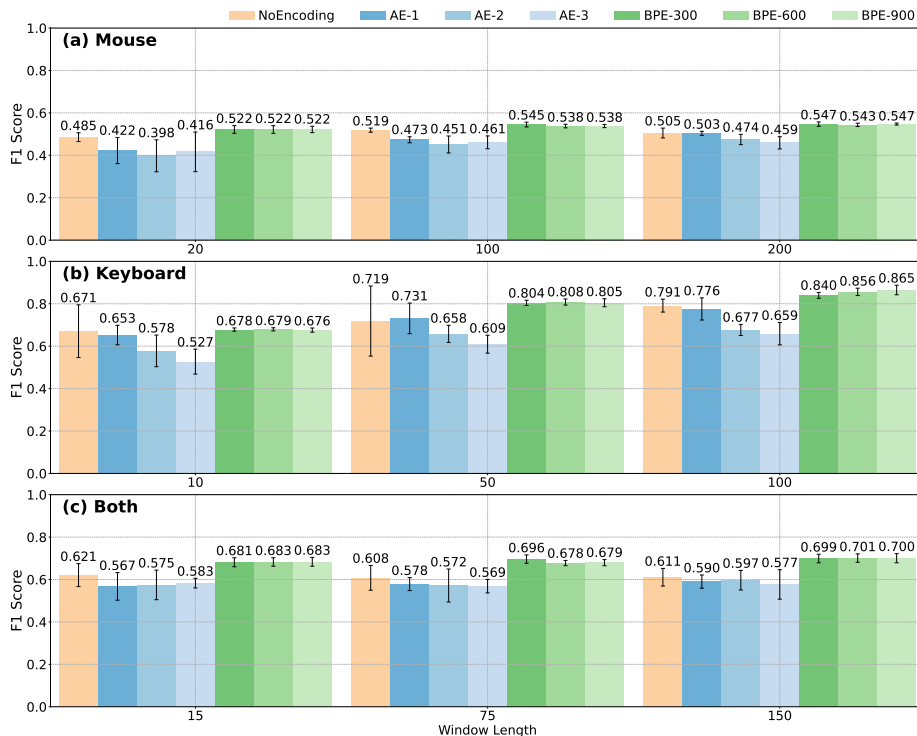 NoEncoding AE-1 AE-2 AE-3 BPE-300 BPE-600 BPE-900
(a) Mouse
F1 Score
1.0
0.8
0.6
0.4
0.2
0.0
0.485 0.422 0.398 0.416 0.522 0.522 0.522
0.519 0.473 0.451 0.461 0.545 0.538 0.538
0.505 0.503 0.474 0.459 0.547 0.543 0.547
20 100 200
(b) Keyboard
F1 Score
1.0
0.8
0.6
0.4
0.2
0.0
0.671 0.653 0.578 0.527 0.678 0.679 0.676
0.719 0.731 0.658 0.609 0.804 0.808 0.805
0.791 0.776 0.677 0.659 0.840 0.856 0.865
10 50 100
(c) Both
F1 Score
1.0
0.8
0.6
0.4
0.2
0.0
0.621 0.567 0.575 0.583 0.681 0.683 0.683
0.608 0.578 0.572 0.569 0.696 0.678 0.679
0.611 0.590 0.597 0.577 0.699 0.701 0.700
15 75 150
Window Length